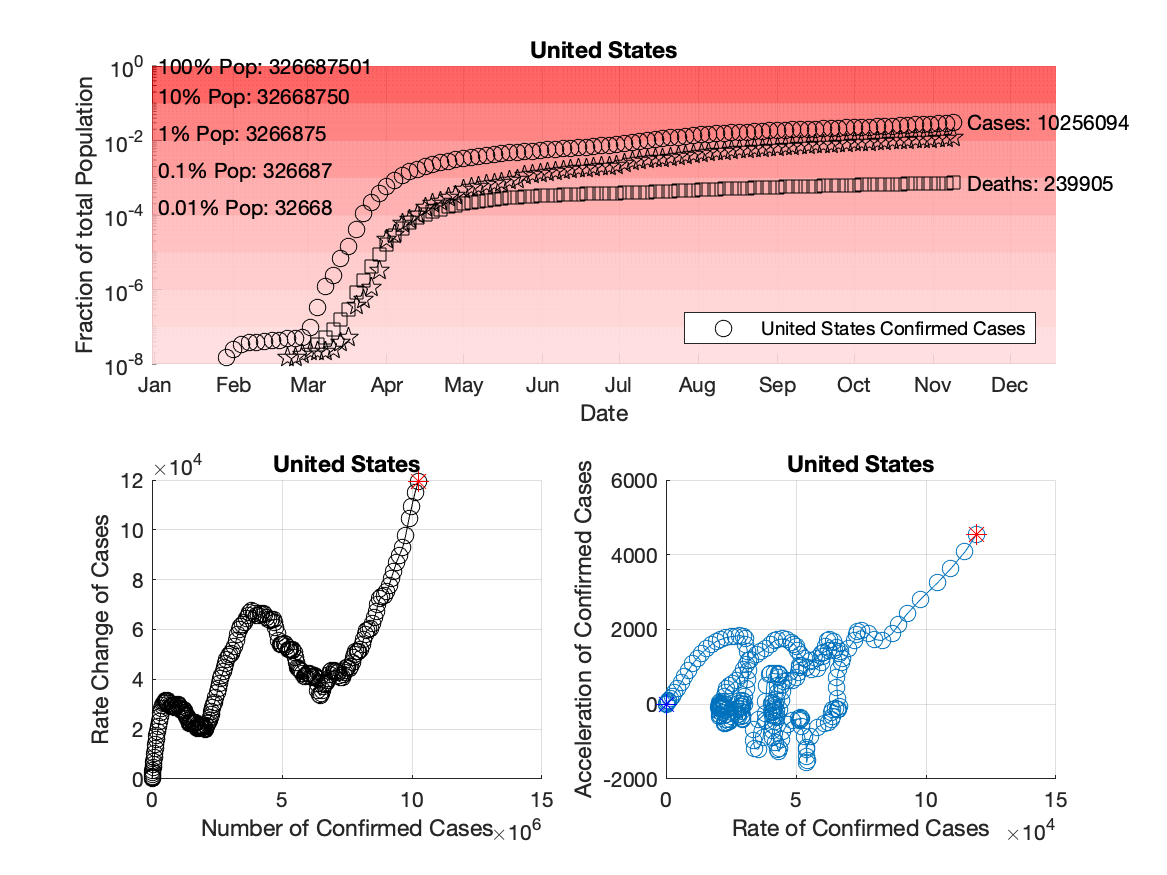 United States
10^0
10^-2
10^-4
10^-6
10^-8
Fraction of total Population
100% Pop: 326687501
10% Pop: 32668750
1% Pop: 3266875
0.1% Pop: 326687
0.01% Pop: 32668
Cases: 10256094
Deaths: 239905
United States Confirmed Cases
Jan Feb Mar Apr May Jun Jul Aug Sep Oct Nov Dec
Date
United States
×10^4
12
10
8
6
4
2
0
Rate Change of Cases
0 5 10 15
Number of Confirmed Cases
×10^6
United States
6000
4000
2000
0
-2000
Acceleration of Confirmed Cases
0 5 10 15
Rate of Confirmed Cases
×10^4